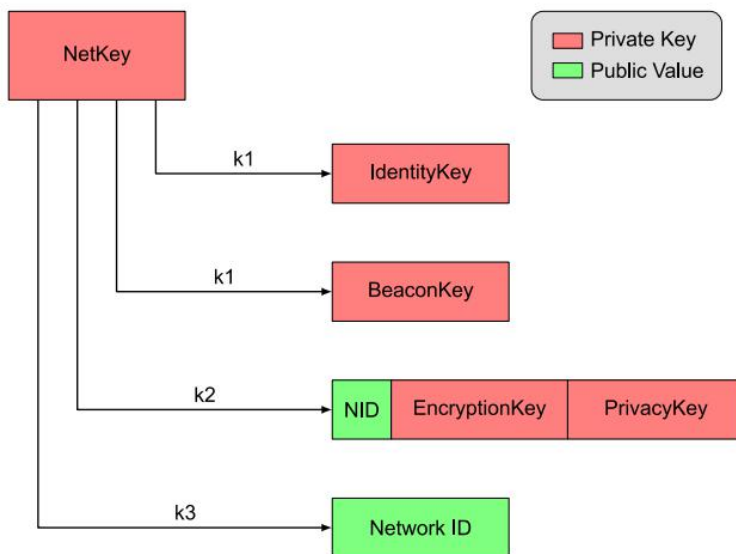 NetKey
Private Key
Public Value
k1
IdentityKey
k1
BeaconKey
k2
NID EncryptionKey PrivacyKey
k3
Network ID